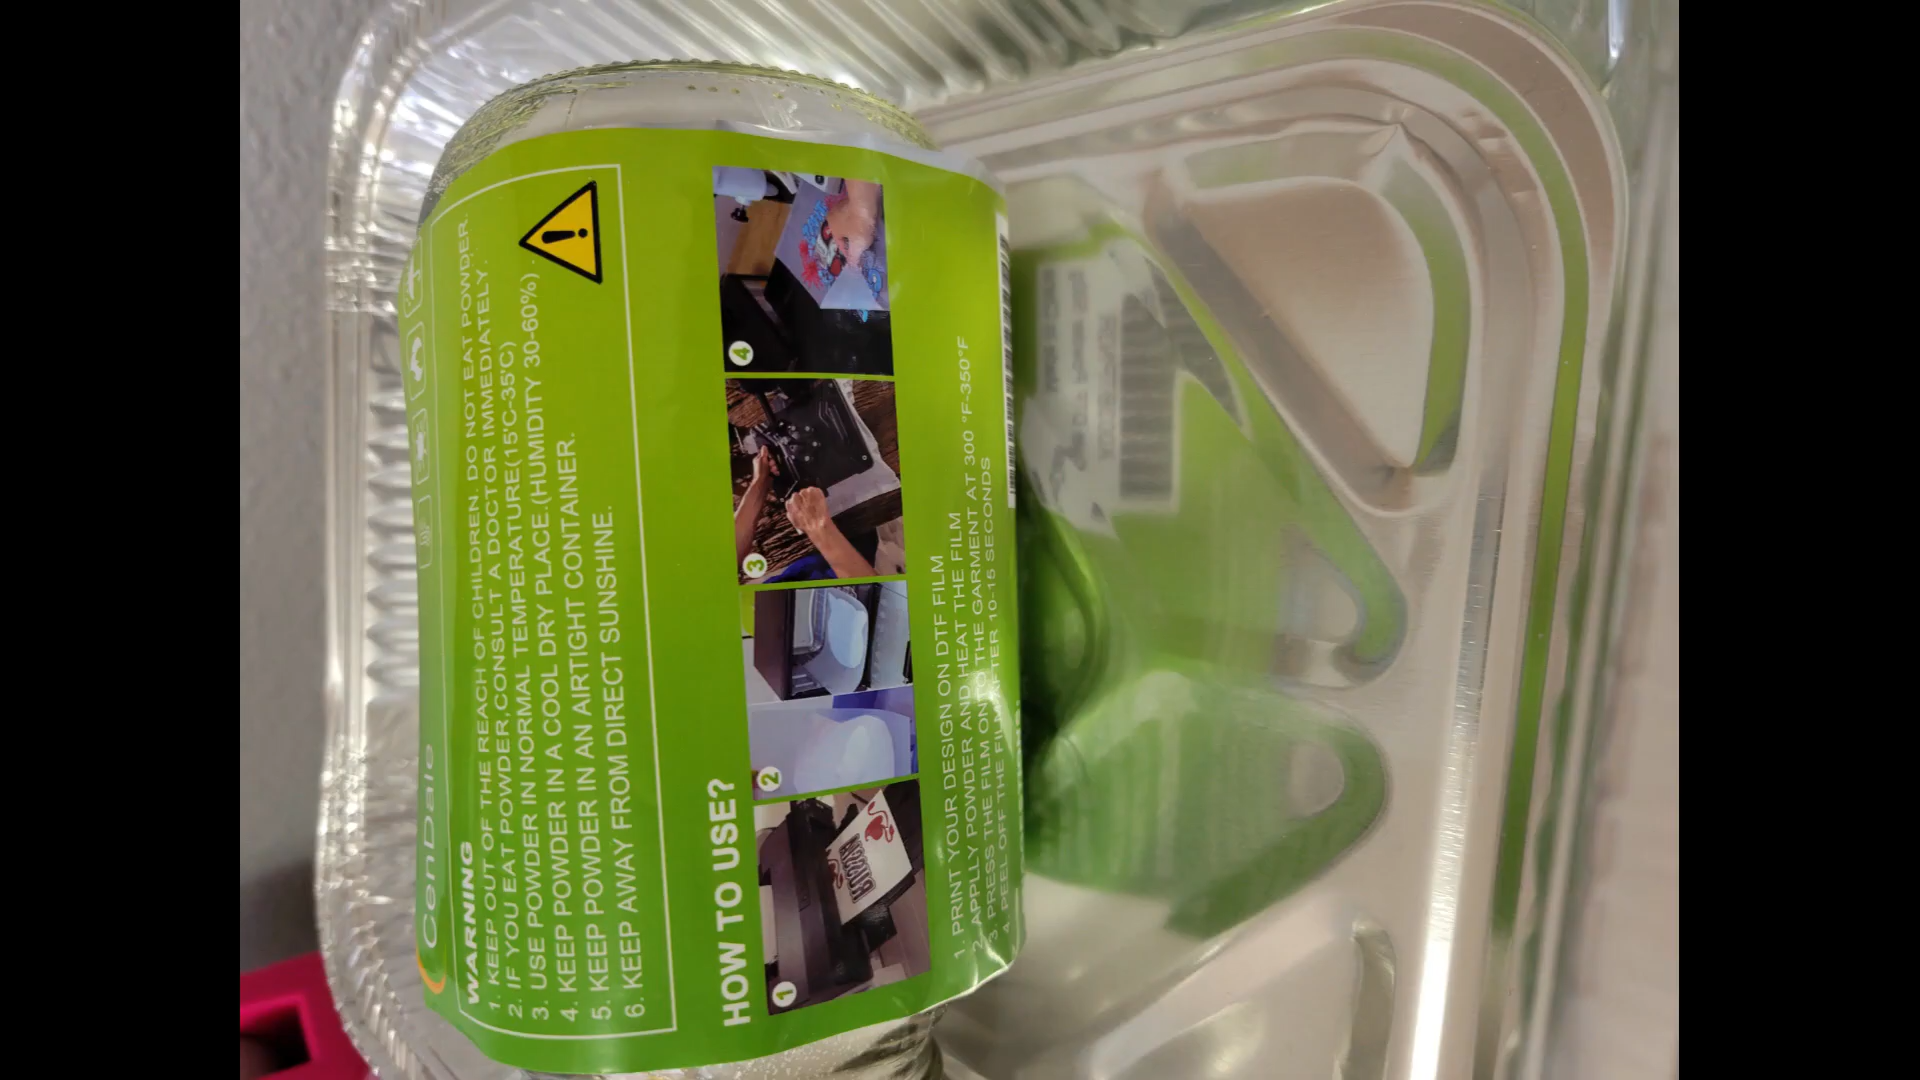 CenDale
WARNING
1. KEEP OUT OF THE REACH OF CHILDREN. DO NOT EAT POWDER.
2. IF YOU EAT POWDER,CONSULT A DOCTOR IMMEDIATELY.
3. USE POWDER IN NORMAL TEMPERATURE(15°C-35°C)
4. KEEP POWDER IN A COOL DRY PLACE.(HUMIDITY 30-60%) .
5. KEEP POWDER IN AN AIRTIGHT CONTAINER.
6. KEEP AWAY FROM DIRECT SUNSHINE.
HOW TO USE?
1
2
3
4
1. PRINT YOUR DESIGN ON DTF FILM
2. APPLLY POWDER AND HEAT THE FILM
3. PRESS THE FILM ONTO THE GARMENT AT 300 °F-350°F
4. PEEL OFF THE FILM AFTER 10-15 SECONDS